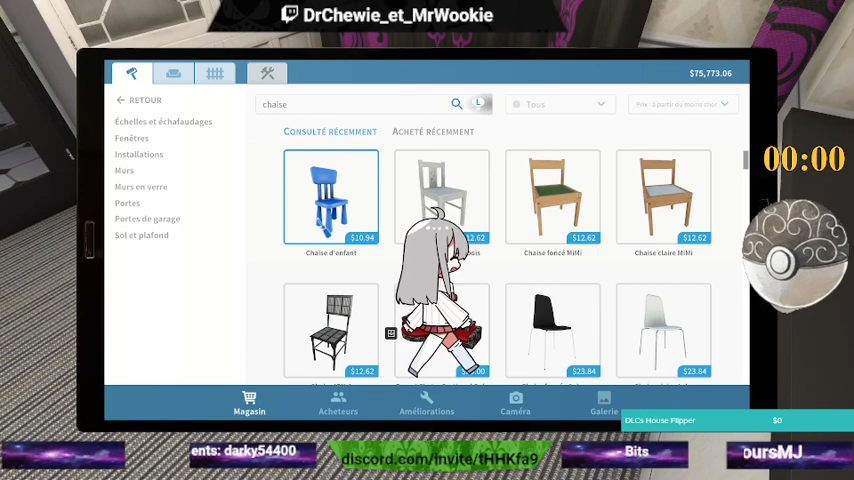 DrChewie_et_MrWookie
$75,773.06
RETOUR
chaise
L
Tous
Prix : à partir du moins cher
Échelles et échafaudages
Fenêtres
Installations
Murs
Murs en verre
Portes
Portes de garage
Sol et plafond
CONSULTÉ RÉCEMMENT
ACHETÉ RÉCEMMENT
00:00
$10.94
$12.62
$12.62
Chaise d'enfant
Chaise foncé MiMi
Chaise claire MiMi
$12.62
$23.84
$23.84
Magasin
Acheteurs
Améliorations
Caméra
Galerie
DLCs House Flipper
$0
ents: darky54400
discord.com/invite/tHHKfa9
- Bits
oursMJ